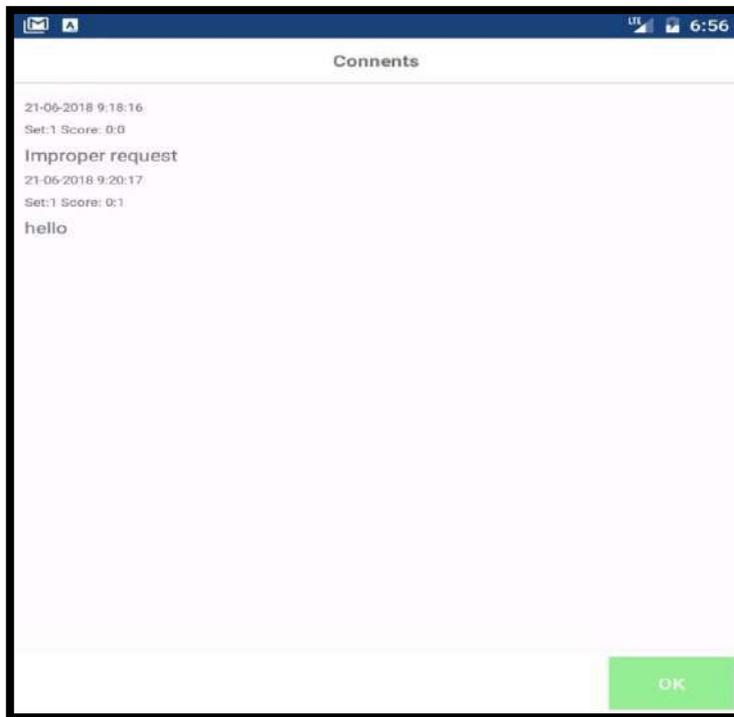 LTE 6:56
Connents
21-06-2018 9:18:16
Set:1 Score: 0:0
Improper request
21-06-2018 9:20:17
Set:1 Score: 0:1
hello
OK